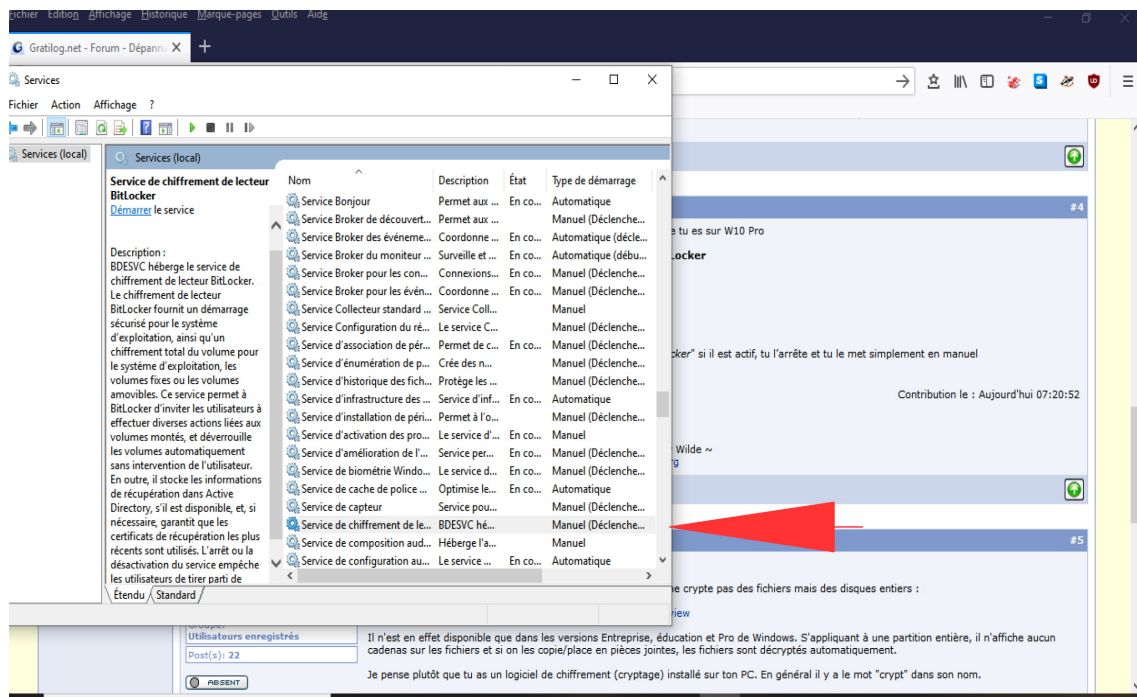 Fichier Edition Affichage Historique Marque-pages Outils Aide
Gratilog.net - Forum - Dépann
Services
Fichier Action Affichage ?
Services (local)
Services (local)
Service de chiffrement de lecteur
BitLocker
Démarrer le service
Description :
BDESVC héberge le service de
chiffrement de lecteur BitLocker.
Le chiffrement de lecteur
BitLocker fournit un démarrage
sécurisé pour le système
d'exploitation, ainsi qu'un
chiffrement total du volume pour
le système d'exploitation, les
volumes fixes ou les volumes
amovibles. Ce service permet à
BitLocker d'inviter les utilisateurs à
effectuer diverses actions liées aux
volumes montés, et déverrouille
les volumes automatiquement
sans intervention de l'utilisateur.
En outre, il stocke les informations
de récupération dans Active
Directory, s'il est disponible, et, si
nécessaire, garantit que les
certificats de récupération les plus
récents sont utilisés. L'arrêt ou la
désactivation du service empêche
les utilisateurs de tirer parti de
Nom Description État Type de démarrage
Service Bonjour Permet aux ... En co... Automatique
Service Broker de découvert... Permet aux ... Manuel (Déclenche...
Service Broker des événeme... Coordonne ... En co... Automatique (décle...
Service Broker du moniteur ... Surveille et ... En co... Automatique (débu...
Service Broker pour les con... Connexions... En co... Manuel (Déclenche...
Service Broker pour les évén... Coordonne ... En co... Manuel (Déclenche...
Service Collecteur standard ... Service Coll... Manuel
Service Configuration du ré... Le service C... Manuel (Déclenche...
Service d'association de pér... Permet de c... En co... Manuel (Déclenche...
Service d'énumération de p... Crée des n... Manuel (Déclenche...
Service d'historique des fich... Protège les ... Manuel (Déclenche...
Service d'infrastructure des ... Service d'inf... En co... Automatique
Service d'installation de péri... Permet à l'o... Manuel (Déclenche...
Service d'activation des pro... Le service d'... En co... Manuel
Service d'amélioration de l'... Service per... En co... Manuel (Déclenche...
Service de biométrie Windo... Le service d... En co... Manuel (Déclenche...
Service de cache de police ... Optimise le... En co... Automatique
Service de capteur Service pou... Manuel (Déclenche...
Service de chiffrement de le... BDESVC hé... Manuel (Déclenche...
Service de composition aud... Héberge l'a... Manuel
Service de configuration au... Le service ... En co... Automatique
Étendu Standard
#4
tu es sur W10 Pro
Locker
cker" si il est actif, tu l'arrête et tu le met simplement en manuel
Contribution le : Aujourd'hui 07:20:52
Wilde ~
#5
ne crypte pas des fichiers mais des disques entiers :
view
Utilisateurs enregistrés
Post(s): 22
ABSENT
Il n'est en effet disponible que dans les versions Entreprise, éducation et Pro de Windows. S'appliquant à une partition entière, il n'affiche aucun
cadenas sur les fichiers et si on les copie/place en pièces jointes, les fichiers sont décryptés automatiquement.
Je pense plutôt que tu as un logiciel de chiffrement (cryptage) installé sur ton PC. En général il y a le mot "crypt" dans son nom.